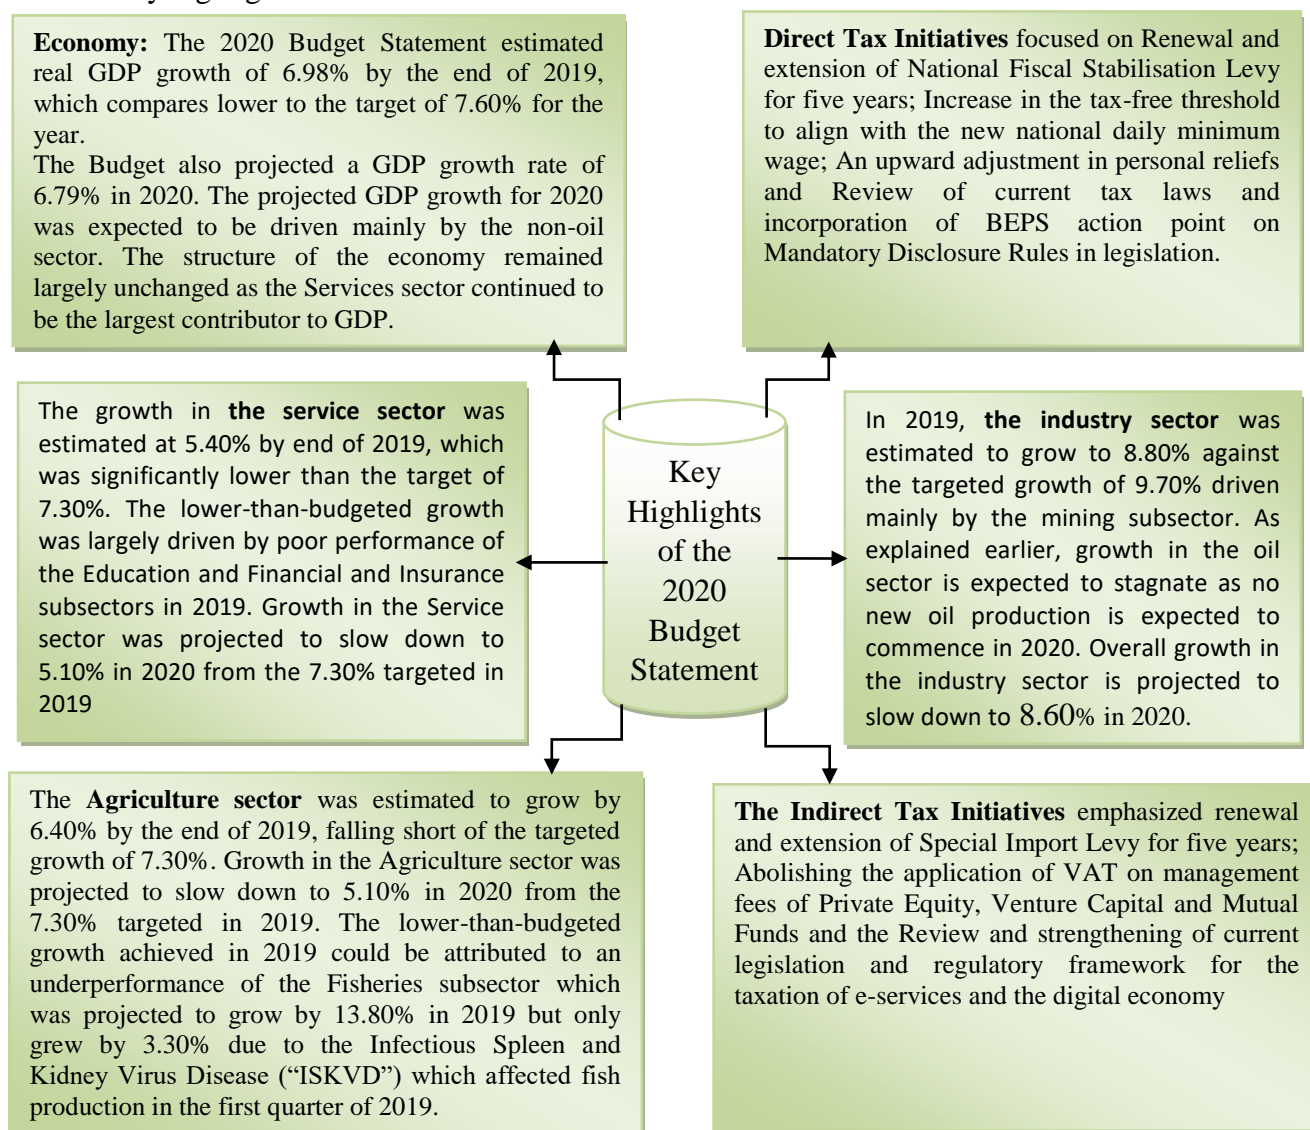 Economy: The 2020 Budget Statement estimated
real GDP growth of 6.98% by the end of 2019,
which compares lower to the target of 7.60% for the
year.
The Budget also projected a GDP growth rate of
6.79% in 2020. The projected GDP growth for 2020
was expected to be driven mainly by the non-oil
sector. The structure of the economy remained
largely unchanged as the Services sector continued to
be the largest contributor to GDP.
Direct Tax Initiatives focused on Renewal and
extension of National Fiscal Stabilisation Levy
for five years; Increase in the tax-free threshold
to align with the new national daily minimum
wage; An upward adjustment in personal reliefs
and Review of current tax laws and
incorporation of BEPS action point on
Mandatory Disclosure Rules in legislation.
The growth in the service sector was
estimated at 5.40% by end of 2019, which
was significantly lower than the target of
7.30%. The lower-than-budgeted growth
was largely driven by poor performance of
the Education and Financial and Insurance
subsectors in 2019. Growth in the Service
sector was projected to slow down to
5.10% in 2020 from the 7.30% targeted in
2019
Key
Highlights
of the
2020
Budget
Statement
In 2019, the industry sector was
estimated to grow to 8.80% against
the targeted growth of 9.70% driven
mainly by the mining subsector. As
explained earlier, growth in the oil
sector is expected to stagnate as no
new oil production is expected to
commence in 2020. Overall growth in
the industry sector is projected to
slow down to 8.60% in 2020.
The Agriculture sector was estimated to grow by
6.40% by the end of 2019, falling short of the targeted
growth of 7.30%. Growth in the Agriculture sector was
projected to slow down to 5.10% in 2020 from the
7.30% targeted in 2019. The lower-than-budgeted
growth achieved in 2019 could be attributed to an
underperformance of the Fisheries subsector which
was projected to grow by 13.80% in 2019 but only
grew by 3.30% due to the Infectious Spleen and
Kidney Virus Disease (“ISKVD”) which affected fish
production in the first quarter of 2019.
The Indirect Tax Initiatives emphasized renewal
and extension of Special Import Levy for five years;
Abolishing the application of VAT on management
fees of Private Equity, Venture Capital and Mutual
Funds and the Review and strengthening of current
legislation and regulatory framework for the
taxation of e-services and the digital economy